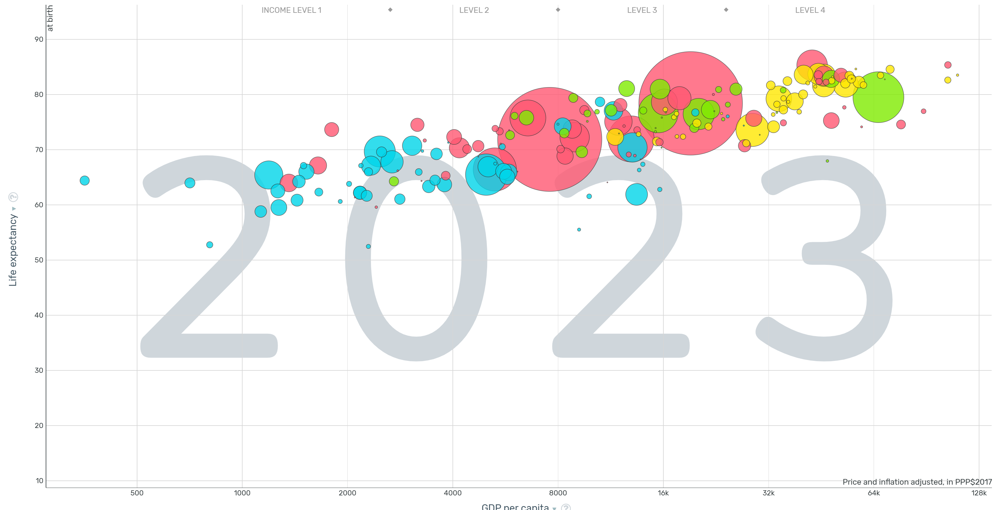 INCOME LEVEL 1 ◆ LEVEL 2 ◆ LEVEL 3 ◆ LEVEL 4
at birth
90
80
70
60
50
40
30
20
10
Life expectancy ▼ ?
2023
Price and inflation adjusted, in PPP$2017
500 1000 2000 4000 8000 16k 32k 64k 128k
GDP per capita ▼ ?